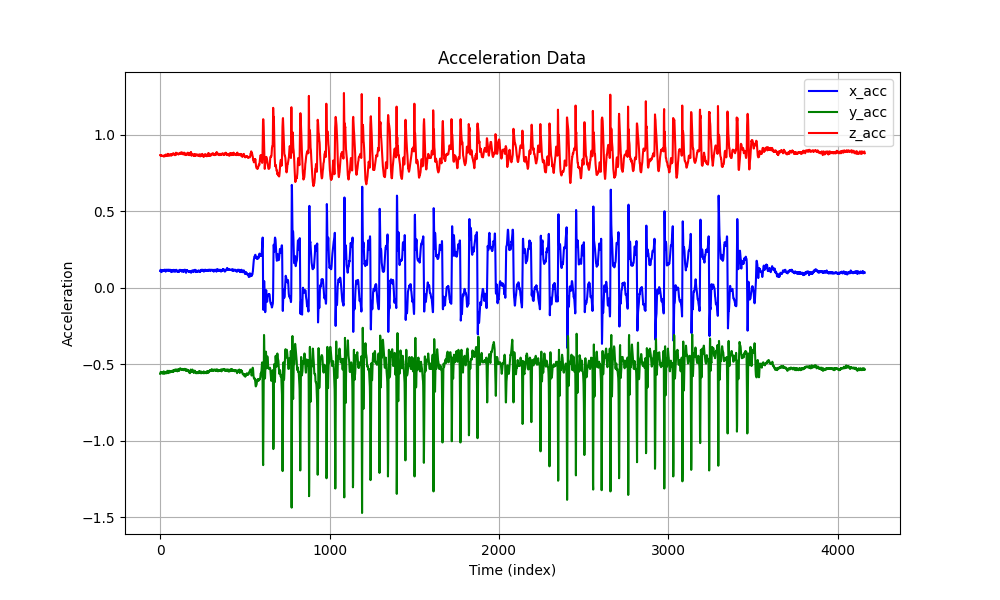 Acceleration Data
x_acc
y_acc
z_acc
Acceleration
1.0
0.5
0.0
−0.5
−1.0
−1.5
0 1000 2000 3000 4000
Time (index)